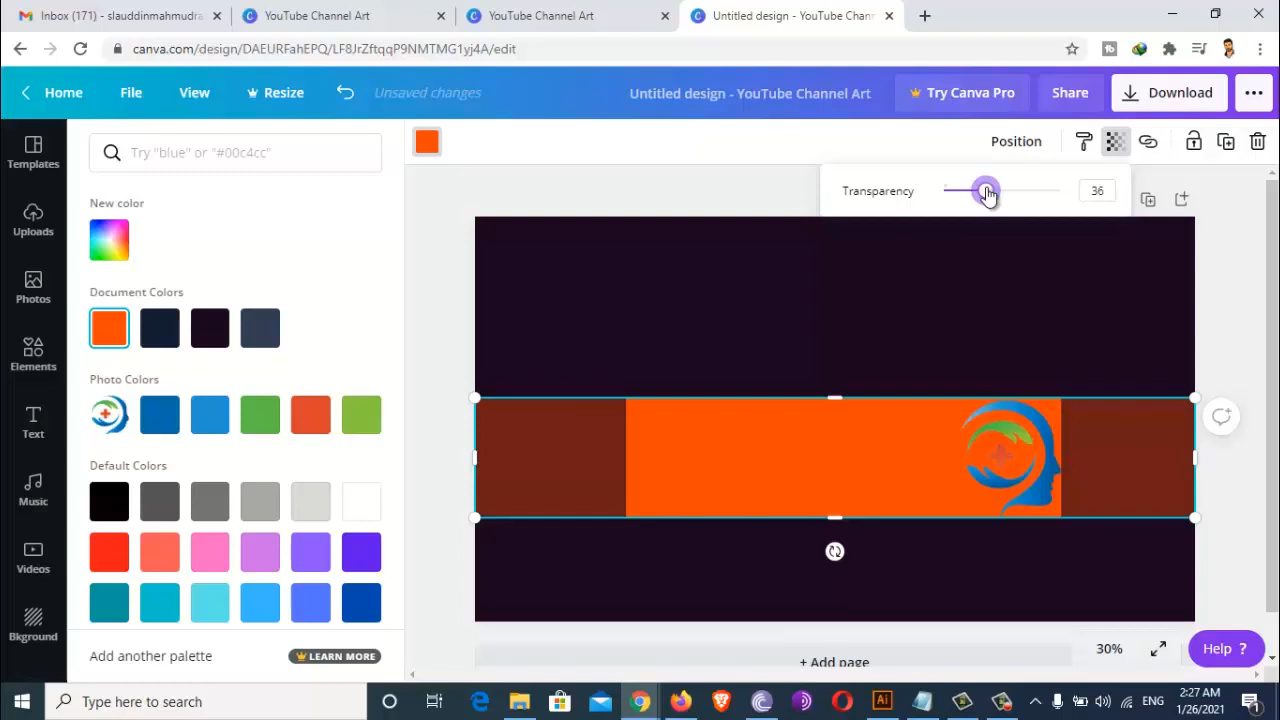 Inbox (171) - slauddinmahmudra
YouTube Channel Art
YouTube Channel Art
Untitled design - YouTube Chann
canva.com/design/DAEURFahEPQ/LF8JrZftqqP9NMTMG1yj4A/edit
Home
File
View
Resize
Unsaved changes
Untitled design - YouTube Channel Art
Try Canva Pro
Share
Download
Templates
Uploads
Photos
Elements
Text
Music
Videos
Bkground
Try "blue" or "#00c4cc"
New color
Document Colors
Photo Colors
Default Colors
Add another palette
LEARN MORE
Position
Transparency
36
+ Add page
30%
Help ?
Type here to search
Ai
ENG
2:27 AM
1/26/2021
1